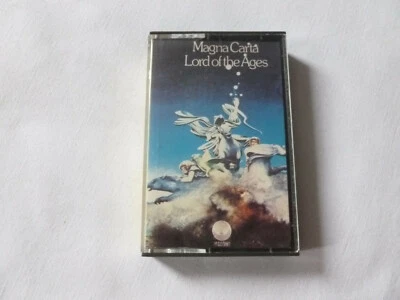 Magna Carta
Lord of the Ages